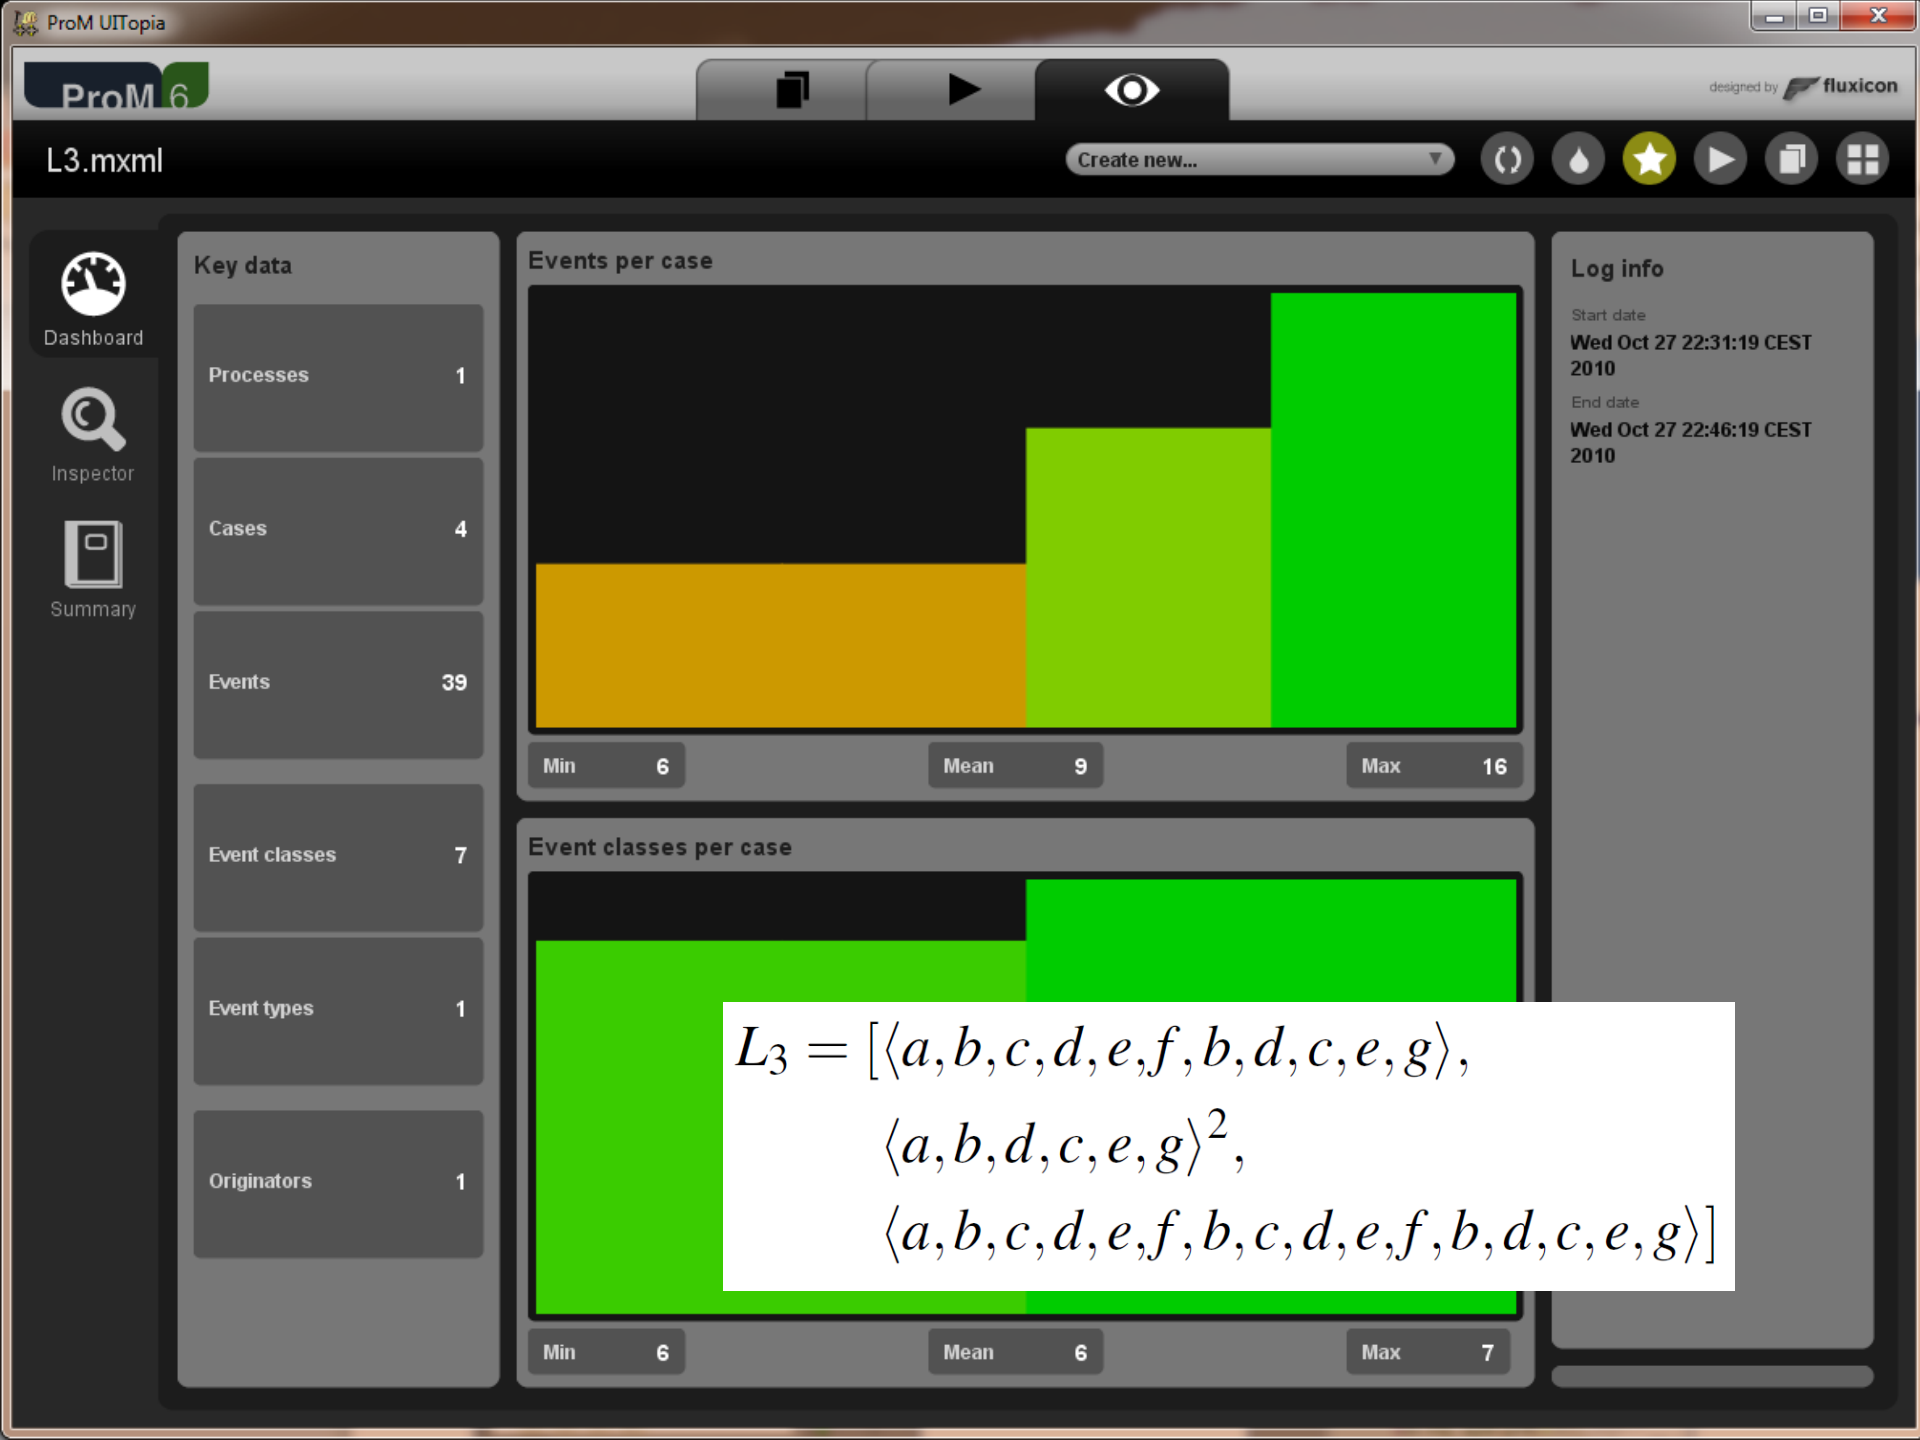 ProM UITopia
ProM 6
designed by fluxicon
L3.mxml
Create new...
Dashboard
Inspector
Summary
Key data
Processes 1
Cases 4
Events 39
Event classes 7
Event types 1
Originators 1
Events per case
Min 6 Mean 9 Max 16
Event classes per case
L₃ = [⟨a,b,c,d,e,f,b,d,c,e,g⟩,
⟨a,b,d,c,e,g⟩²,
⟨a,b,c,d,e,f,b,c,d,e,f,b,d,c,e,g⟩]
Min 6 Mean 6 Max 7
Log info
Start date
Wed Oct 27 22:31:19 CEST
2010
End date
Wed Oct 27 22:46:19 CEST
2010